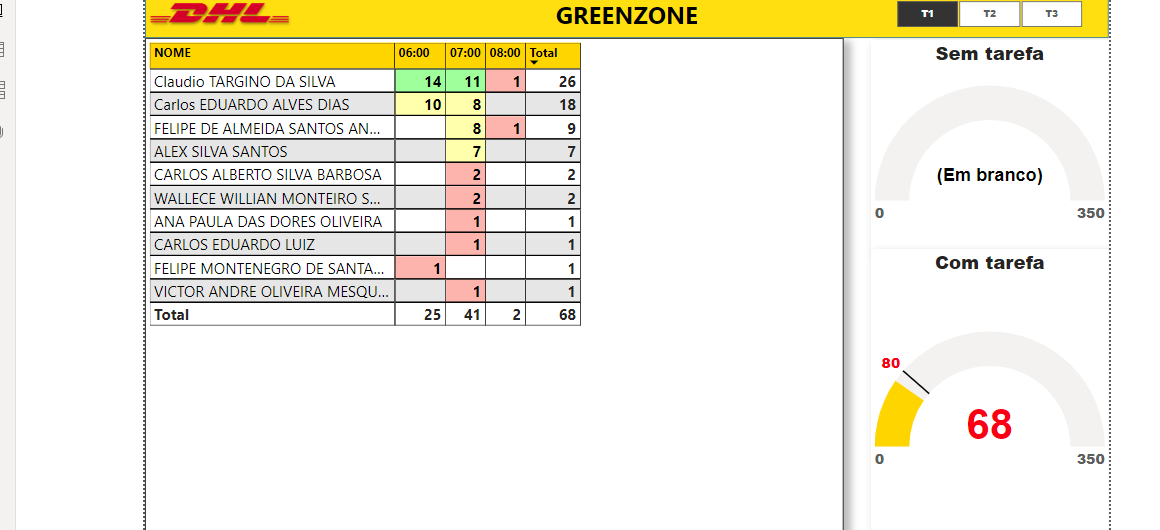 DHL
GREENZONE
T1 T2 T3
NOME 06:00 07:00 08:00 Total
Claudio TARGINO DA SILVA 14 11 1 26
Carlos EDUARDO ALVES DIAS 10 8 18
FELIPE DE ALMEIDA SANTOS AN... 8 1 9
ALEX SILVA SANTOS 7 7
CARLOS ALBERTO SILVA BARBOSA 2 2
WALLECE WILLIAN MONTEIRO S... 2 2
ANA PAULA DAS DORES OLIVEIRA 1 1
CARLOS EDUARDO LUIZ 1 1
FELIPE MONTENEGRO DE SANTA... 1 1
VICTOR ANDRE OLIVEIRA MESQU... 1 1
Total 25 41 2 68
Sem tarefa
(Em branco)
0 350
Com tarefa
80
68
0 350